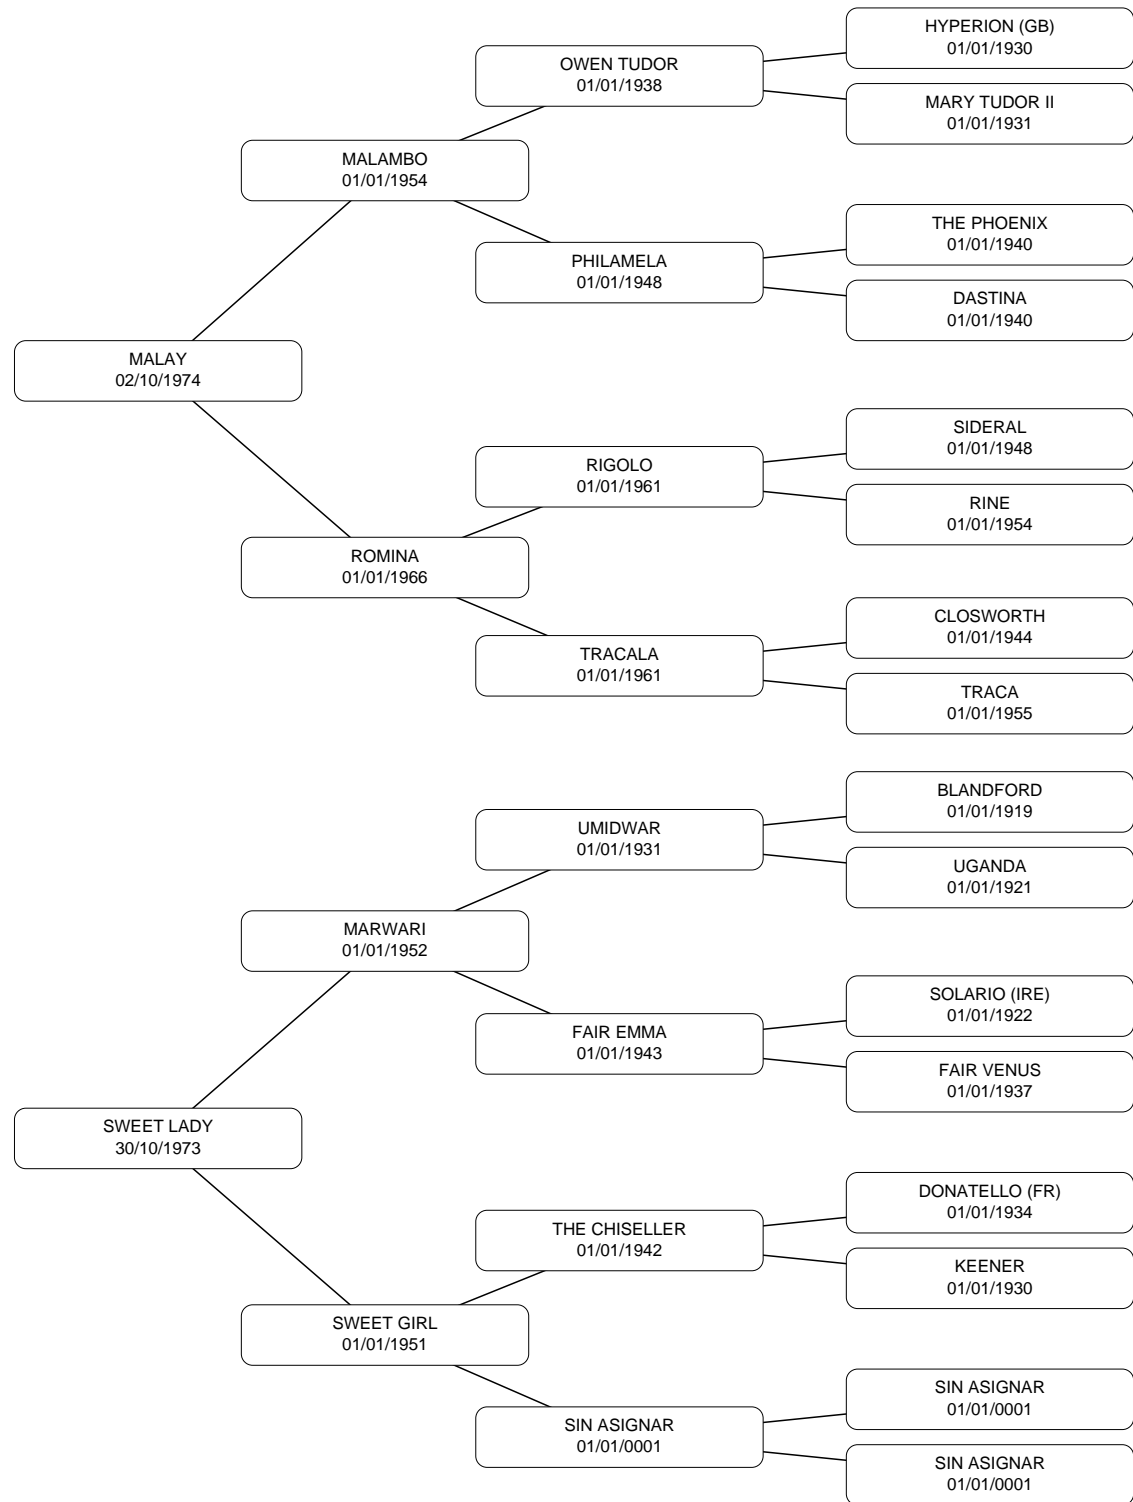 HYPERION (GB)
01/01/1930
OWEN TUDOR
01/01/1938
MARY TUDOR II
01/01/1931
MALAMBO
01/01/1954
THE PHOENIX
01/01/1940
PHILAMELA
01/01/1948
DASTINA
01/01/1940
MALAY
02/10/1974
SIDERAL
01/01/1948
RIGOLO
01/01/1961
RINE
01/01/1954
ROMINA
01/01/1966
CLOSWORTH
01/01/1944
TRACALA
01/01/1961
TRACA
01/01/1955
BLANDFORD
01/01/1919
UMIDWAR
01/01/1931
UGANDA
01/01/1921
MARWARI
01/01/1952
SOLARIO (IRE)
01/01/1922
FAIR EMMA
01/01/1943
FAIR VENUS
01/01/1937
SWEET LADY
30/10/1973
DONATELLO (FR)
01/01/1934
THE CHISELLER
01/01/1942
KEENER
01/01/1930
SWEET GIRL
01/01/1951
SIN ASIGNAR
01/01/0001
SIN ASIGNAR
01/01/0001
SIN ASIGNAR
01/01/0001